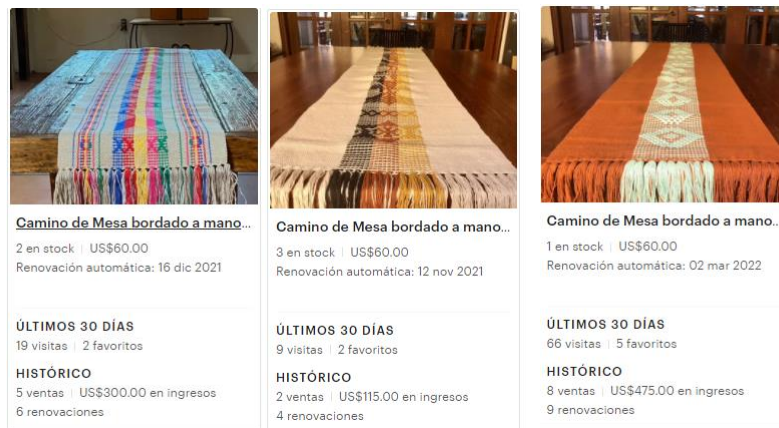 Camino de Mesa bordado a mano...
2 en stock | US$60.00
Renovación automática: 16 dic 2021
ÚLTIMOS 30 DÍAS
19 visitas | 2 favoritos
HISTÓRICO
5 ventas | US$300.00 en ingresos
6 renovaciones
Camino de Mesa bordado a mano...
3 en stock | US$60.00
Renovación automática: 12 nov 2021
ÚLTIMOS 30 DÍAS
9 visitas | 2 favoritos
HISTÓRICO
2 ventas | US$115.00 en ingresos
4 renovaciones
Camino de Mesa bordado a mano...
1 en stock | US$60.00
Renovación automática: 02 mar 2022
ÚLTIMOS 30 DÍAS
66 visitas | 5 favoritos
HISTÓRICO
8 ventas | US$475.00 en ingresos
9 renovaciones